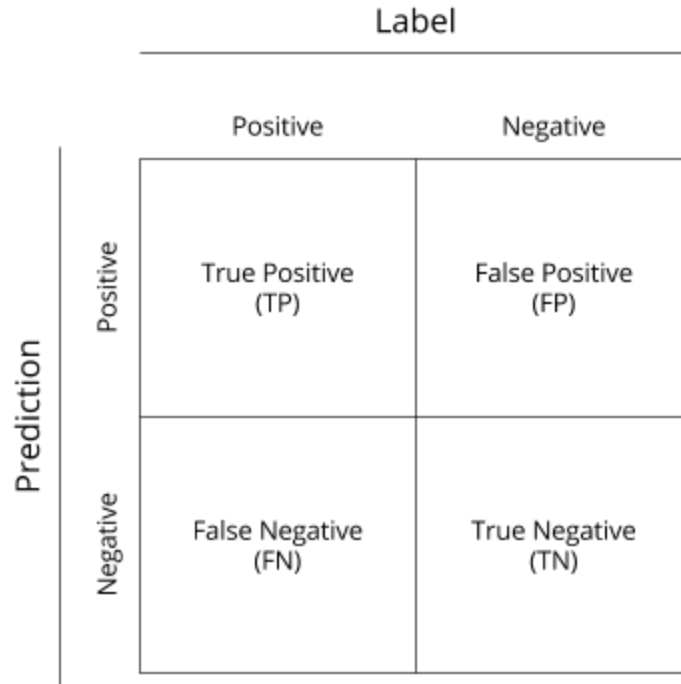 Label
Positive Negative
Prediction
Positive
True Positive
(TP)
False Positive
(FP)
Negative
False Negative
(FN)
True Negative
(TN)